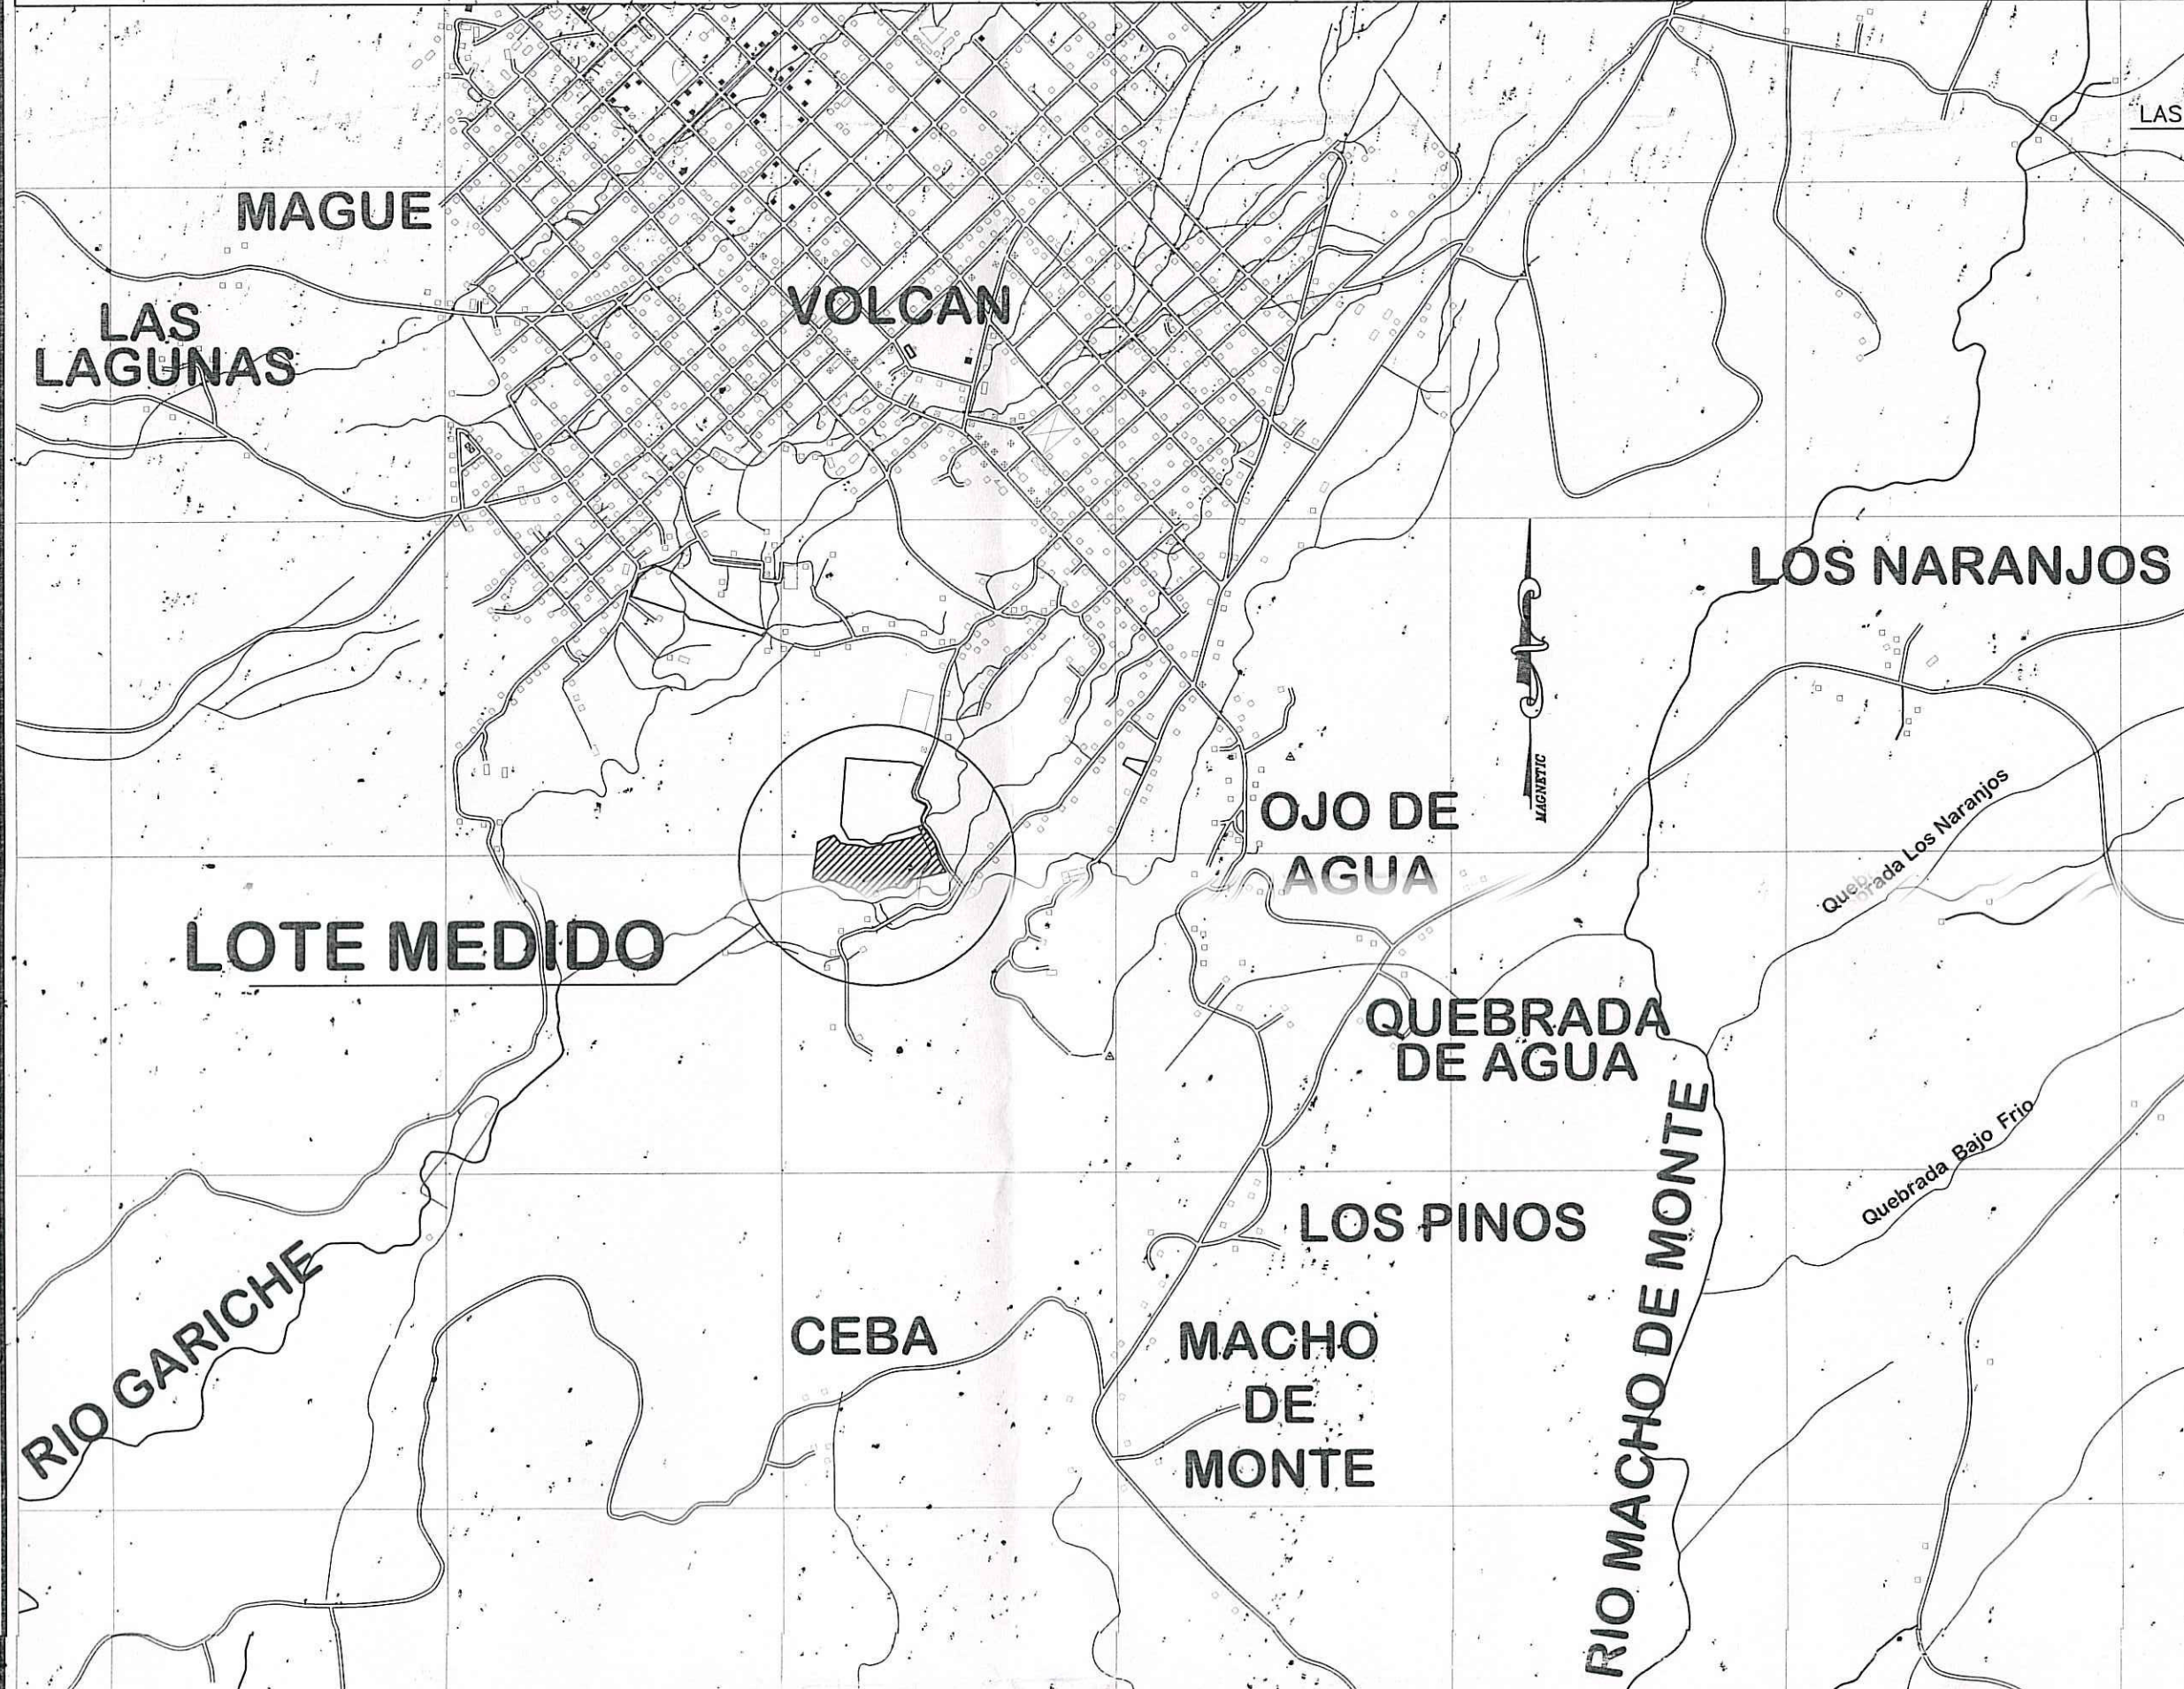 LAS
MAGUE
VOLCAN
LAS
LAGUNAS
LOS NARANJOS
MAGNETIC
OJO DE
AGUA
Quebrada Los Naranjos
LOTE MEDIDO
QUEBRADA
DE AGUA
RIO MACHO DE MONTE
Quebrada Bajo Frio
LOS PINOS
RIO GARICHE
CEBA
MACHO
DE
MONTE